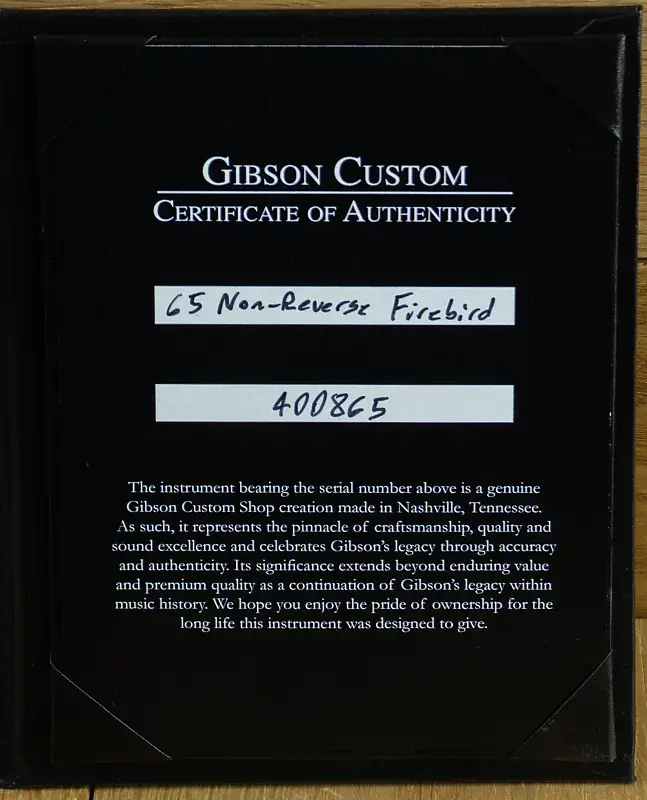 GIBSON CUSTOM
CERTIFICATE OF AUTHENTICITY
65 Non-Reverse Firebird
400865
The instrument bearing the serial number above is a genuine
Gibson Custom Shop creation made in Nashville, Tennessee.
As such, it represents the pinnacle of craftsmanship, quality and
sound excellence and celebrates Gibson's legacy through accuracy
and authenticity. Its significance extends beyond enduring value
and premium quality as a continuation of Gibson's legacy within
music history. We hope you enjoy the pride of ownership for the
long life this instrument was designed to give.